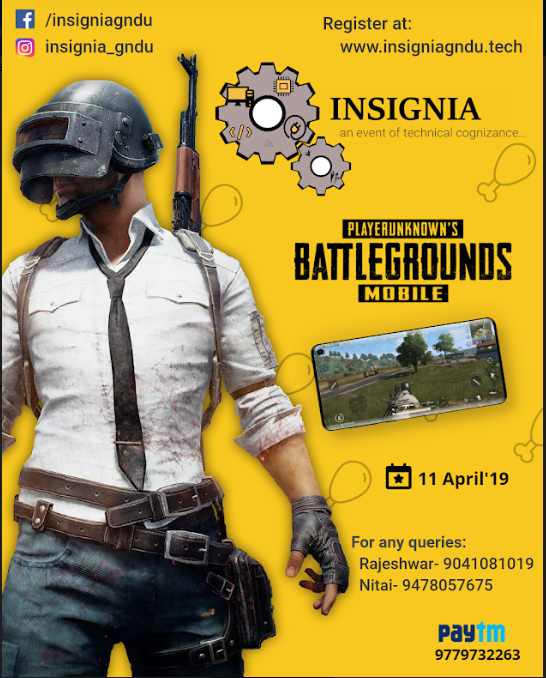 /insigniagndu
insignia_gndu
Register at:
www.insigniagndu.tech
</>
INSIGNIA
an event of technical cognizance...
PLAYERUNKNOWN'S
BATTLEGROUNDS
MOBILE
11 April'19
For any queries:
Rajeshwar- 9041081019
Nitai- 9478057675
paytm
9779732263